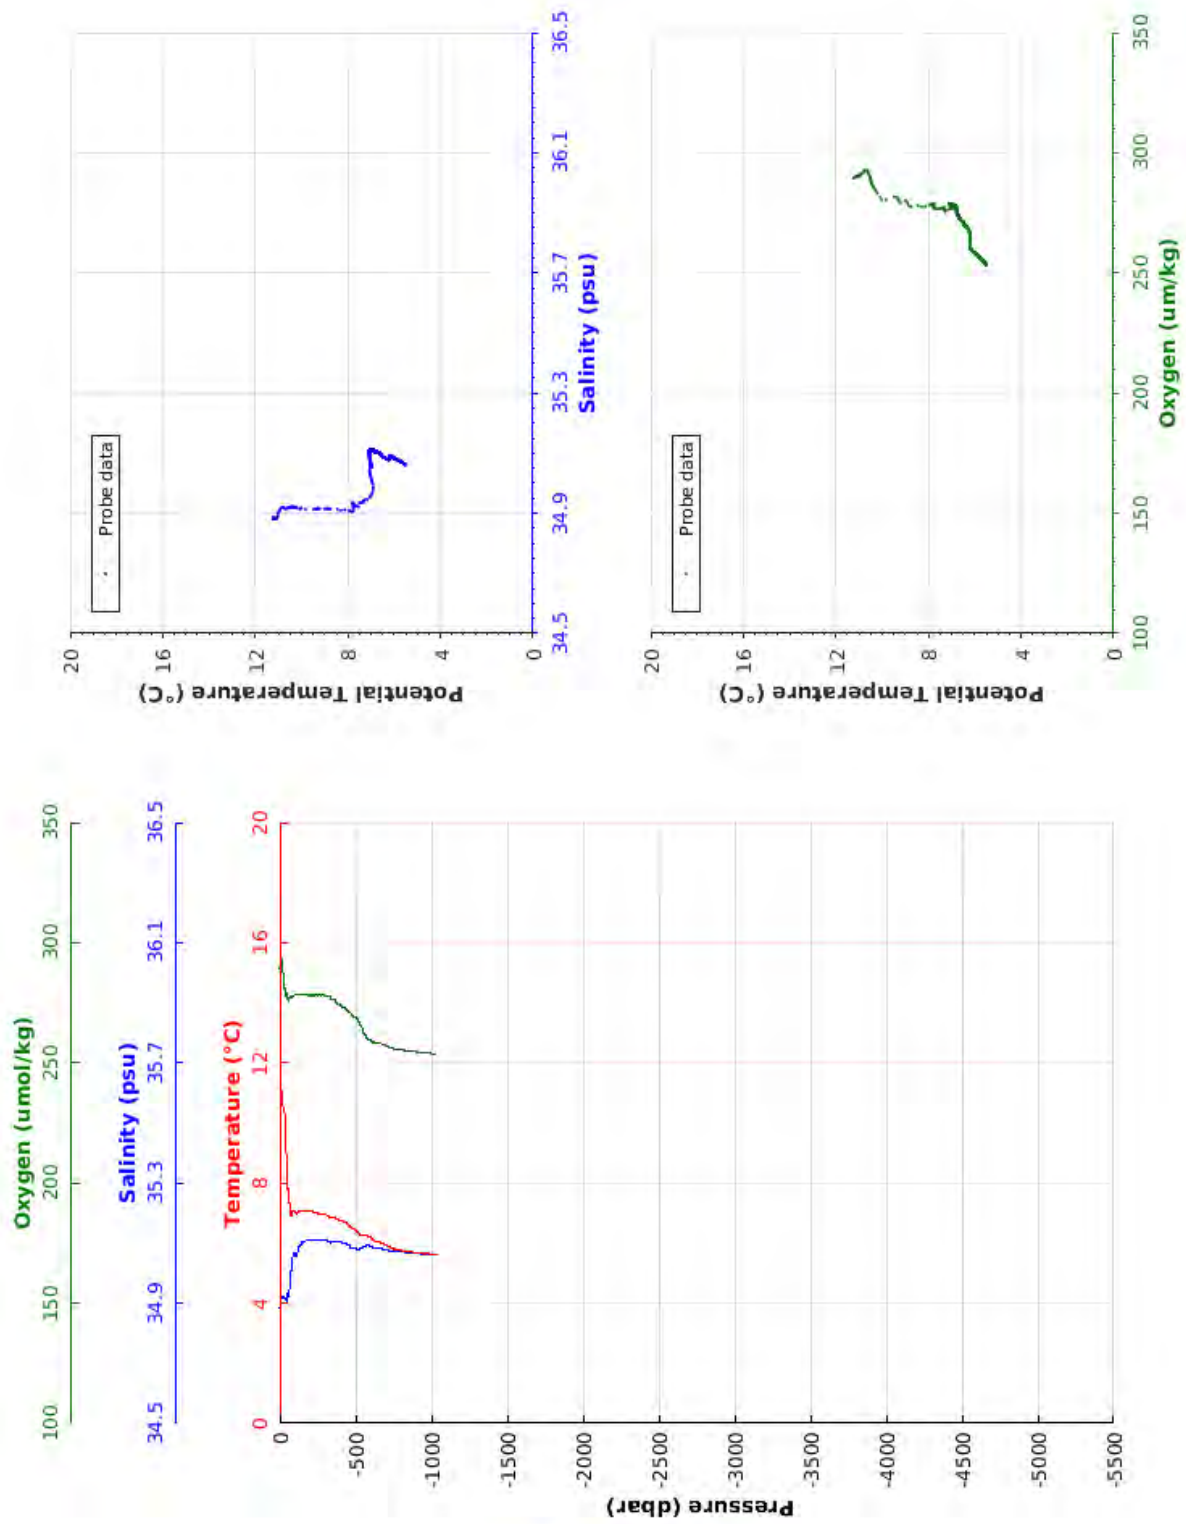 Oxygen (umol/kg)
100 150 200 250 300 350
Salinity (psu)
34.5 34.9 35.3 35.7 36.1 36.5
Temperature (°C)
0 4 8 12 16 20
Pressure (dbar)
0
-500
-1000
-1500
-2000
-2500
-3000
-3500
-4000
-4500
-5000
-5500
Potential Temperature (°C)
20
16
12
8
4
0
Probe data
34.5 34.9 35.3 35.7 36.1 36.5
Salinity (psu)
Potential Temperature (°C)
20
16
12
8
4
0
Probe data
100 150 200 250 300 350
Oxygen (um/kg)